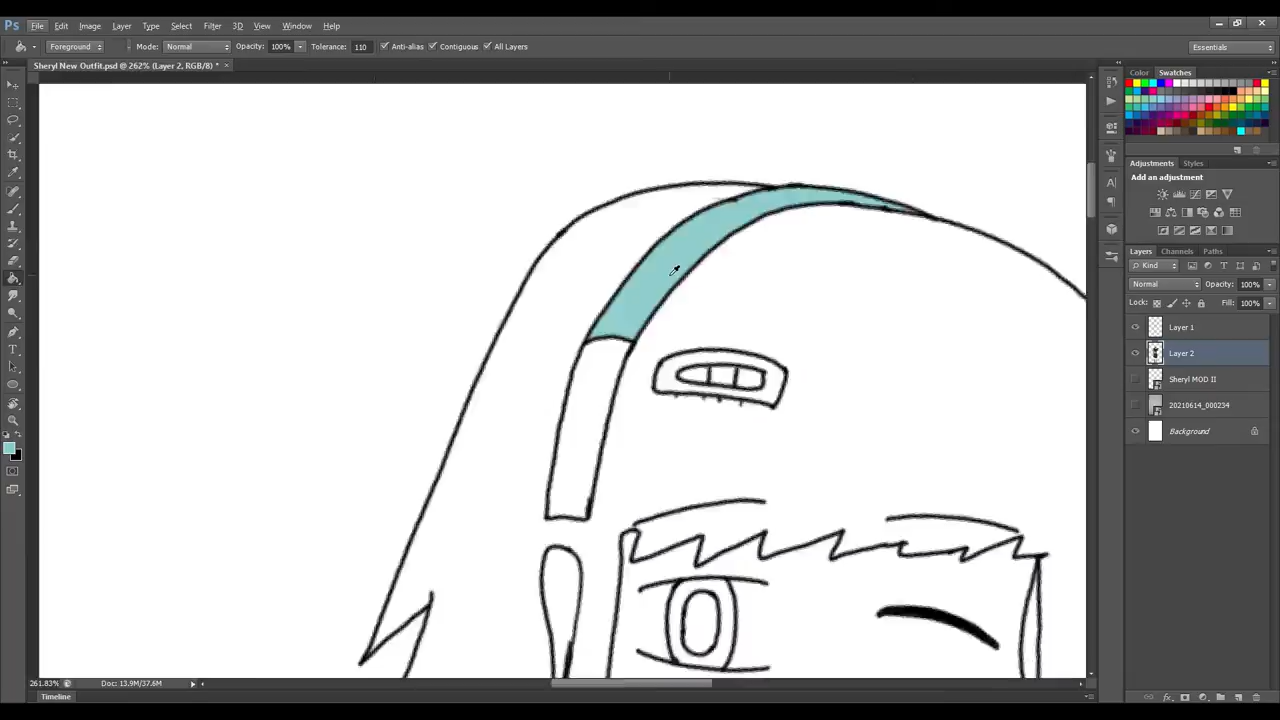 Ps File Edit Image Layer Type Select Filter 3D View Window Help
Foreground Mode: Normal Opacity: 100% Tolerance: 110 Anti-alias Contiguous All Layers Essentials
Sheryl New Outfit.psd @ 262% (Layer 2, RGB/8) *
Color Swatches
Adjustments Styles
Add an adjustment
Layers Channels Paths
Kind
Normal Opacity: 100%
Lock: Fill: 100%
Layer 1
Layer 2
Sheryl MOD II
20210614_000234
Background
261.83% Doc: 13.9M/37.6M
Timeline